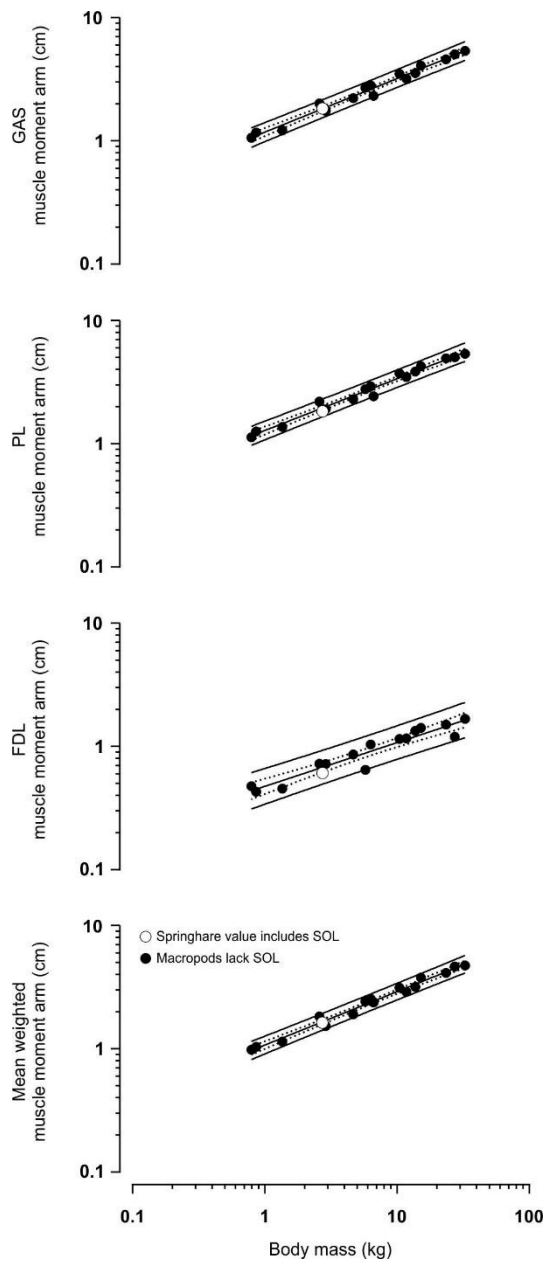 10
1
0.1
GAS
muscle moment arm (cm)
10
1
0.1
PL
muscle moment arm (cm)
10
1
0.1
FDL
muscle moment arm (cm)
10
1
0.1
Mean weighted
muscle moment arm (cm)
Springhare value includes SOL
Macropods lack SOL
0.1 1 10 100
Body mass (kg)